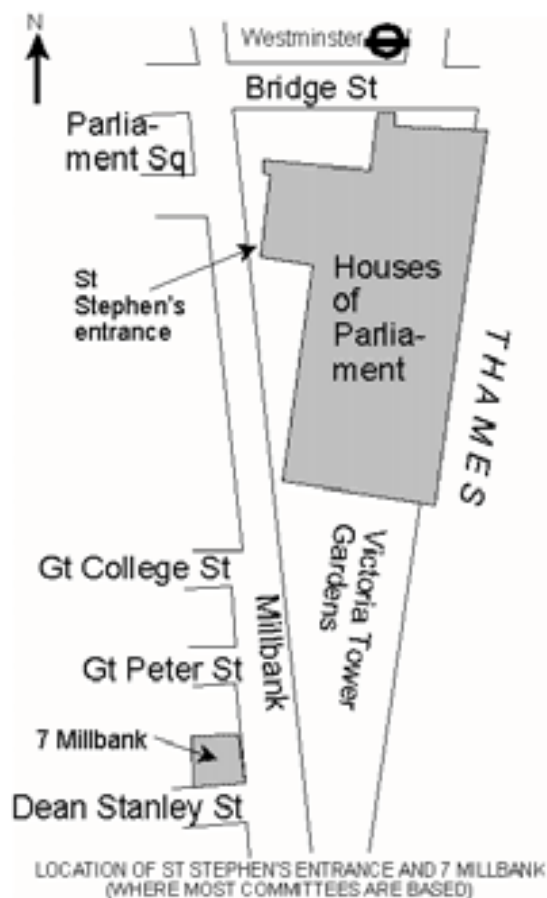 N
Westminster
Bridge St
Parlia-
ment Sq
St
Stephen's
entrance
Houses
of
Parlia-
ment
THAMES
Victoria Tower
Gardens
Gt College St
Millbank
Gt Peter St
7 Millbank
Dean Stanley St
LOCATION OF ST STEPHEN'S ENTRANCE AND 7 MILLBANK
(WHERE MOST COMMITTEES ARE BASED)